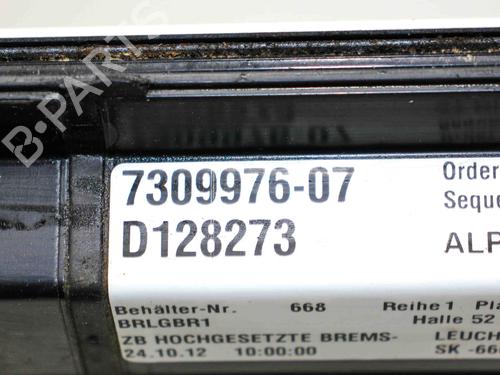 B-PARTS
7309976-07
D128273
Order
Seque
ALP
Behälter-Nr. 668 Reihe 1 Pla
BRLGBR1 Halle 52
ZB HOCHGESETZTE BREMS- LEUCH
24.10.12 10:00:00 SK -66